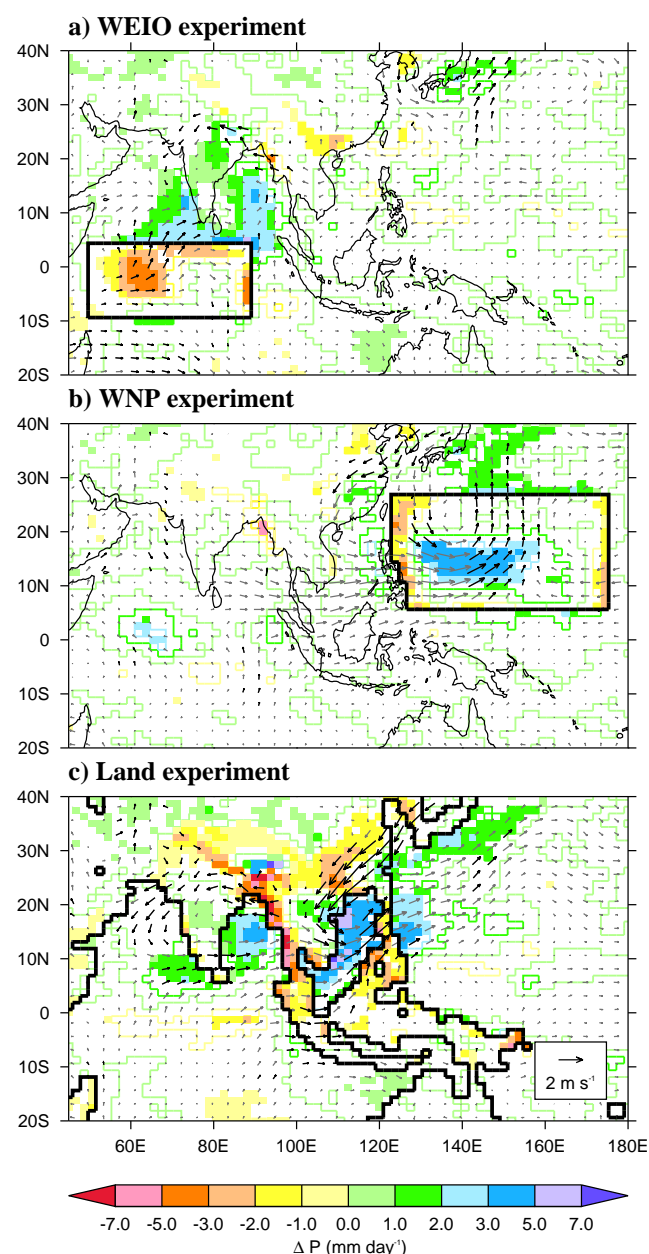 a) WEIO experiment
40N
30N
20N
10N
0
10S
20S
b) WNP experiment
40N
30N
20N
10N
0
10S
20S
c) Land experiment
40N
30N
20N
10N
0
10S
20S
2 m s⁻¹
60E 80E 100E 120E 140E 160E 180E
-7.0 -5.0 -3.0 -2.0 -1.0 0.0 1.0 2.0 3.0 5.0 7.0
Δ P (mm day⁻¹)